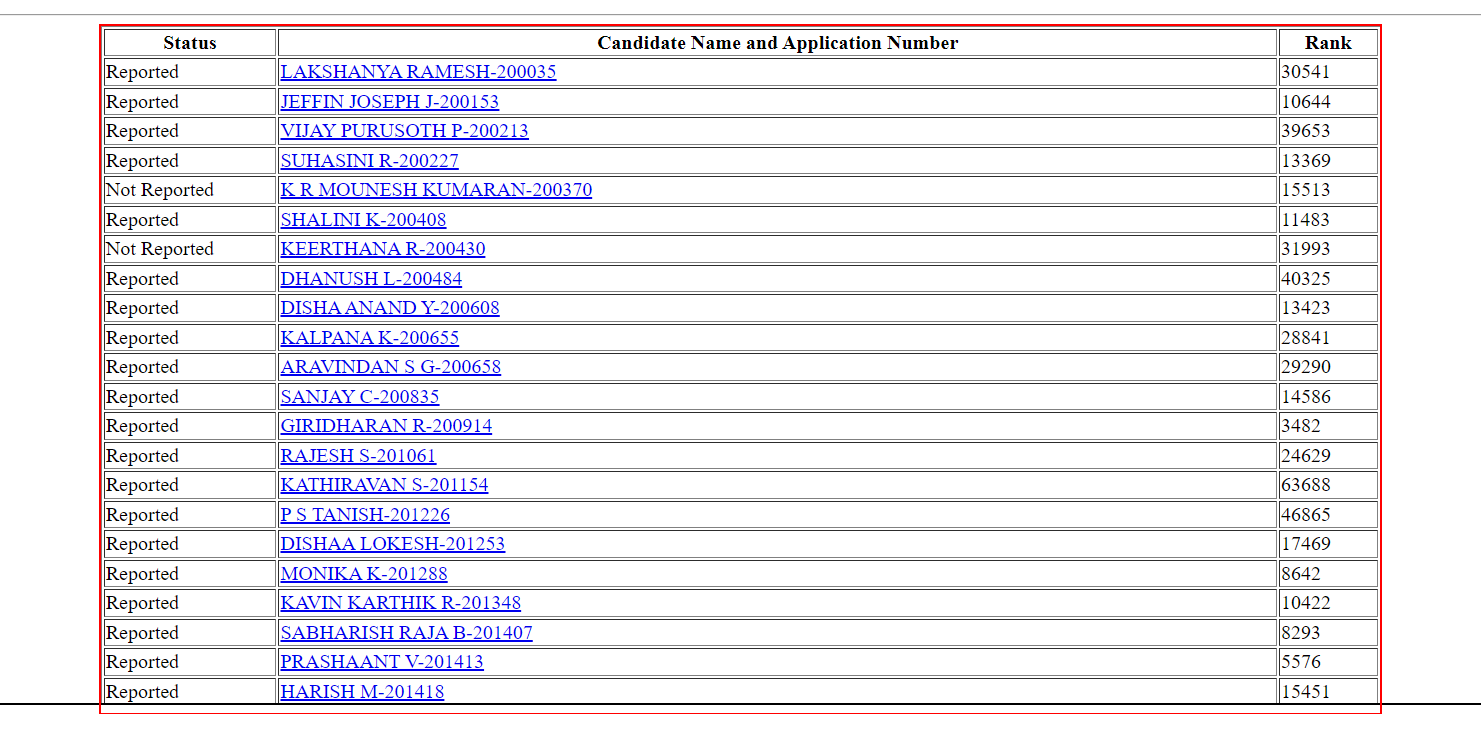 Status Candidate Name and Application Number Rank
Reported LAKSHANYA RAMESH-200035 30541
Reported JEFFIN JOSEPH J-200153 10644
Reported VIJAY PURUSOTH P-200213 39653
Reported SUHASINI R-200227 13369
Not Reported K R MOUNESH KUMARAN-200370 15513
Reported SHALINI K-200408 11483
Not Reported KEERTHANA R-200430 31993
Reported DHANUSH L-200484 40325
Reported DISHA ANAND Y-200608 13423
Reported KALPANA K-200655 28841
Reported ARAVINDAN S G-200658 29290
Reported SANJAY C-200835 14586
Reported GIRIDHARAN R-200914 3482
Reported RAJESH S-201061 24629
Reported KATHIRAVAN S-201154 63688
Reported P S TANISH-201226 46865
Reported DISHAA LOKESH-201253 17469
Reported MONIKA K-201288 8642
Reported KAVIN KARTHIK R-201348 10422
Reported SABHARISH RAJA B-201407 8293
Reported PRASHAANT V-201413 5576
Reported HARISH M-201418 15451